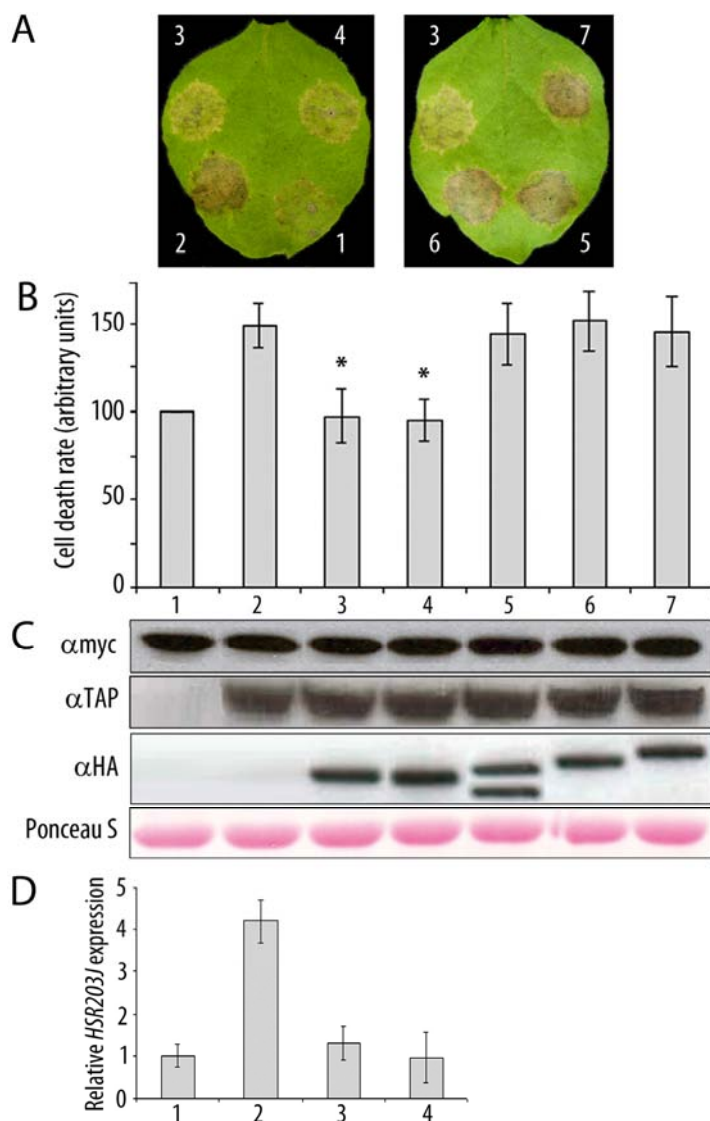 A
3 4
2 1
3 7
6 5
B
Cell death rate (arbitrary units)
150
100
50
0
* *
1 2 3 4 5 6 7
C
αmyc
αTAP
αHA
Ponceau S
D
Relative HSR203J expression
5
4
3
2
1
0
1 2 3 4